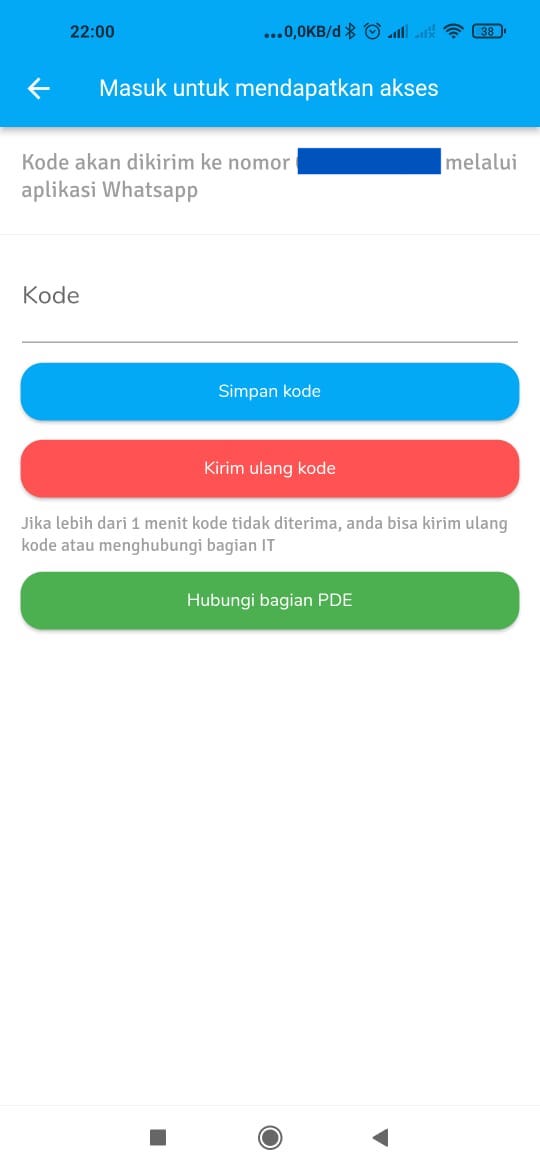 22:00
...0,0KB/d
38
Masuk untuk mendapatkan akses
Kode akan dikirim ke nomor melalui
aplikasi Whatsapp
Kode
Simpan kode
Kirim ulang kode
Jika lebih dari 1 menit kode tidak diterima, anda bisa kirim ulang
kode atau menghubungi bagian IT
Hubungi bagian PDE